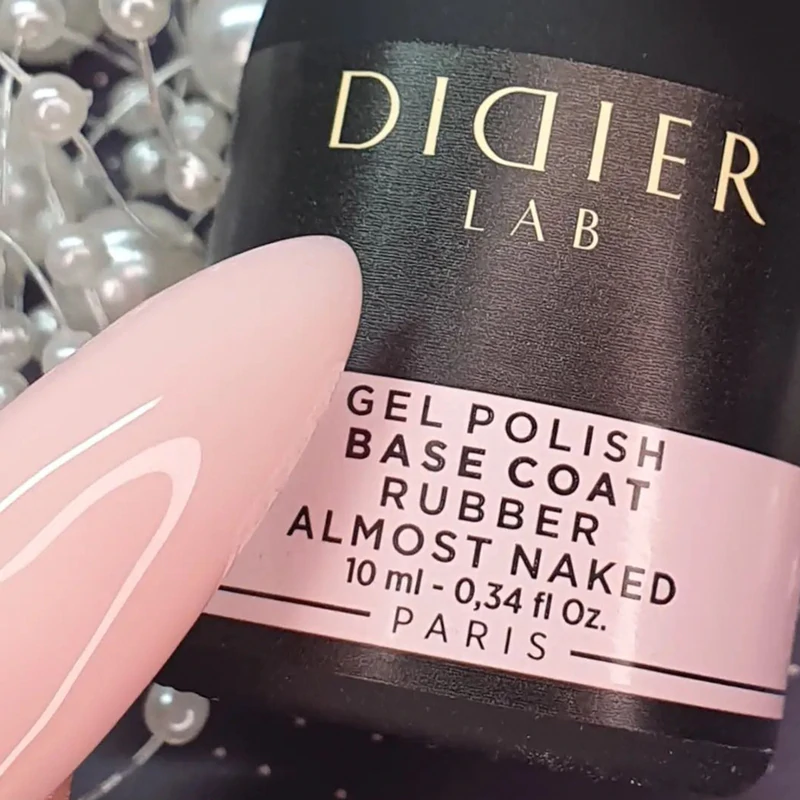 DIDIER
LAB
GEL POLISH
BASE COAT
RUBBER
ALMOST NAKED
10 ml - 0,34 fl Oz.
PARIS